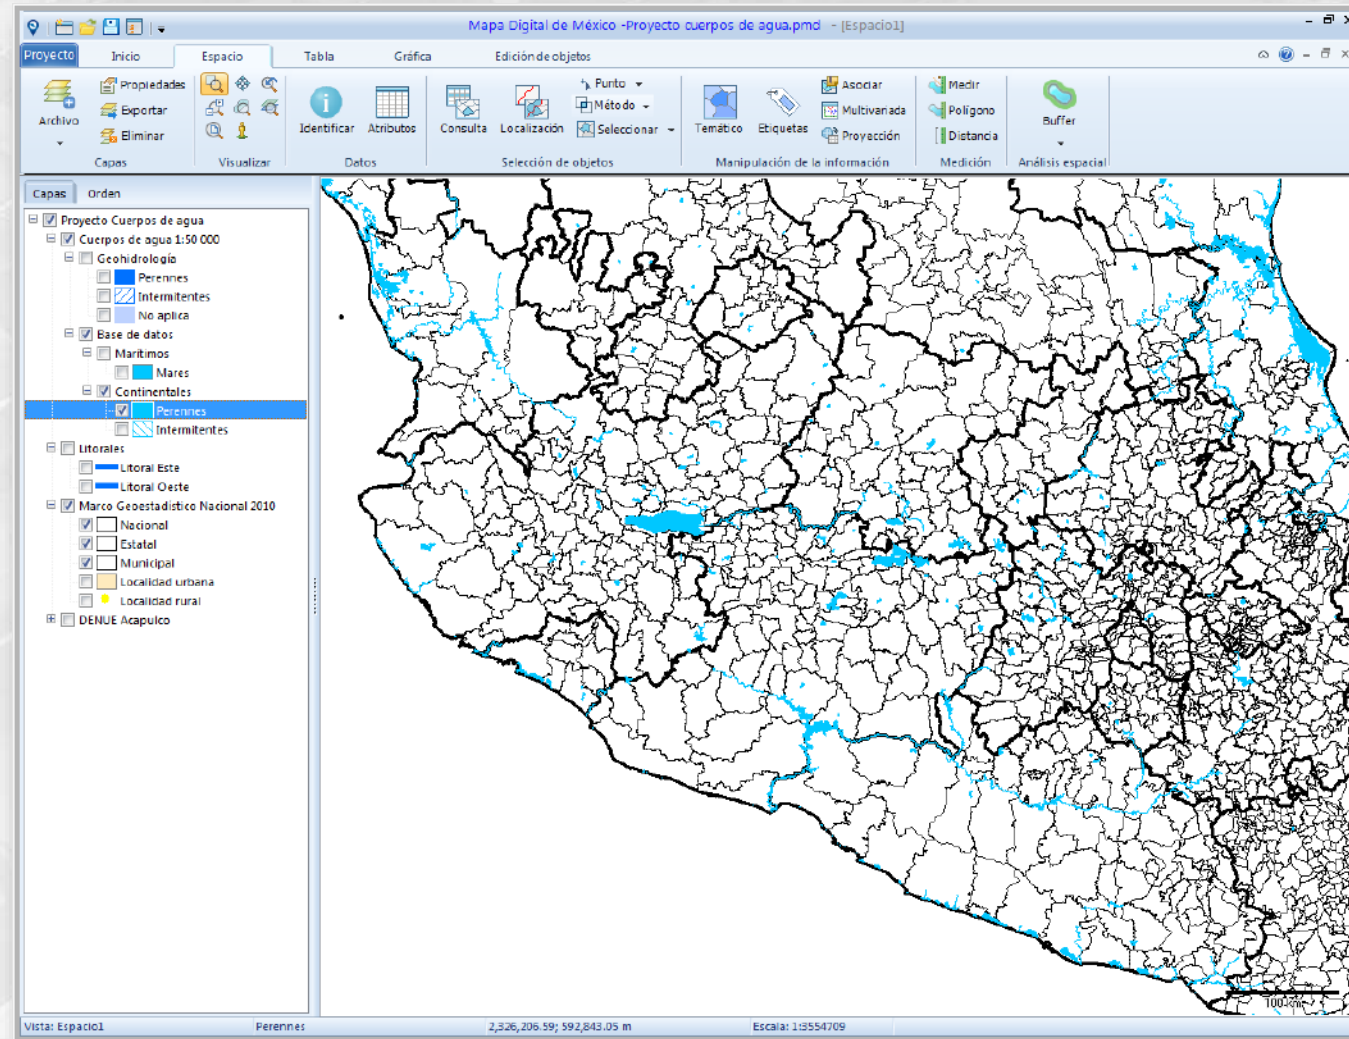 Mapa Digital de México -Proyecto cuerpos de agua.pmd - [Espacio1]
Proyecto Inicio Espacio Tabla Gráfica Edición de objetos
Archivo
Propiedades
Exportar
Eliminar
Capas
Visualizar
Identificar Atributos
Datos
Consulta Localización
Punto
Método
Seleccionar
Selección de objetos
Temático Etiquetas
Asociar
Multivariada
Proyección
Manipulación de la información
Medir
Polígono
Distancia
Medición
Buffer
Análisis espacial
Capas Orden
Proyecto Cuerpos de agua
Cuerpos de agua 1:50 000
Geohidrología
Perennes
Intermitentes
No aplica
Base de datos
Marítimos
Mares
Continentales
Perennes
Intermitentes
Litorales
Litoral Este
Litoral Oeste
Marco Geoestadístico Nacional 2010
Nacional
Estatal
Municipal
Localidad urbana
Localidad rural
DENUE Acapulco
100 km
Vista: Espacio1 Perennes 2,326,206.59; 592,843.05 m Escala: 1:3554709